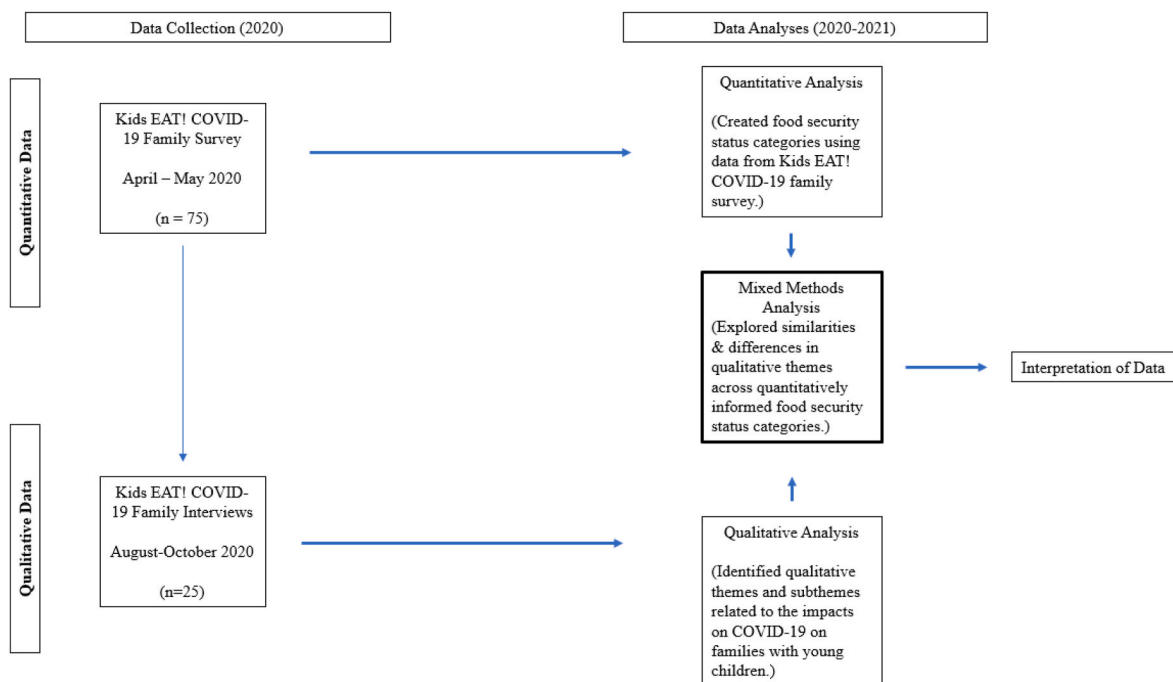 Data Collection (2020)
Data Analyses (2020-2021)
Quantitative Data
Kids EAT! COVID-
19 Family Survey
April – May 2020
(n = 75)
Quantitative Analysis
(Created food security
status categories using
data from Kids EAT!
COVID-19 family
survey.)
Mixed Methods
Analysis
(Explored similarities
& differences in
qualitative themes
across quantitatively
informed food security
status categories.)
Interpretation of Data
Qualitative Data
Kids EAT! COVID-
19 Family Interviews
August-October 2020
(n=25)
Qualitative Analysis
(Identified qualitative
themes and subthemes
related to the impacts
on COVID-19 on
families with young
children.)